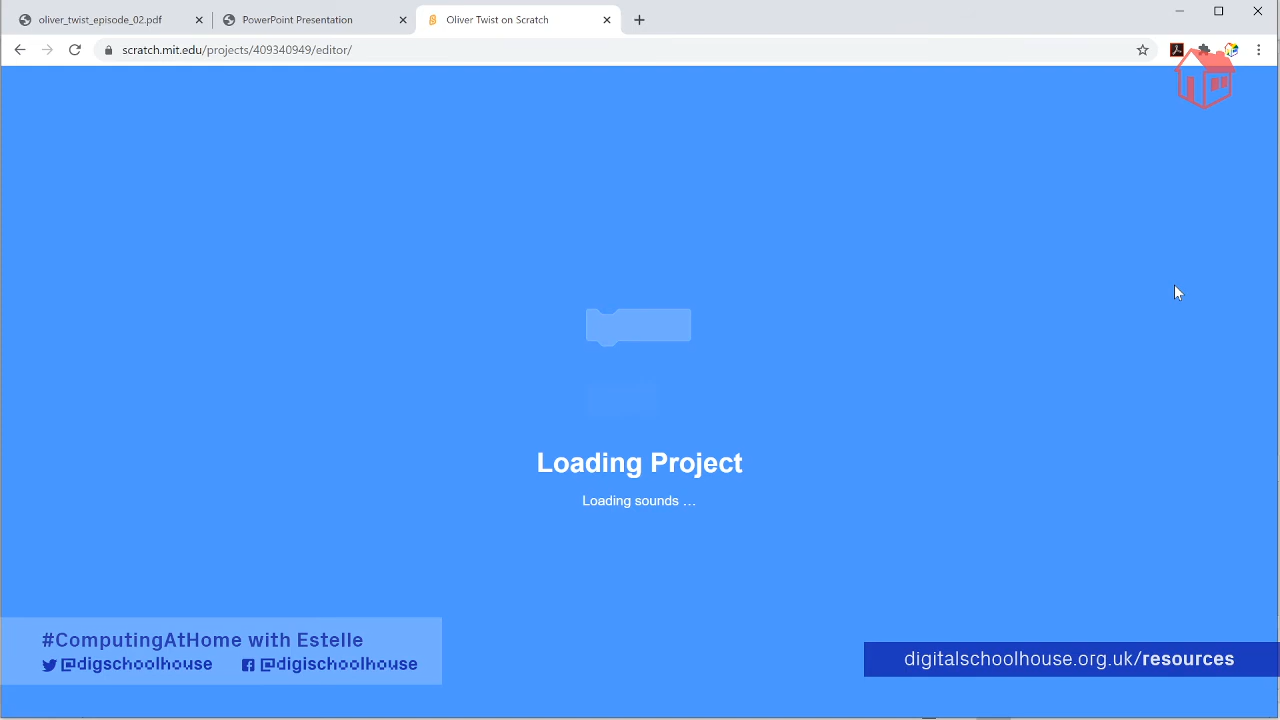 oliver_twist_episode_02.pdf
PowerPoint Presentation
Oliver Twist on Scratch
scratch.mit.edu/projects/409340949/editor/
Loading Project
Loading sounds …
#ComputingAtHome with Estelle
@digschoolhouse @digischoolhouse
digitalschoolhouse.org.uk/resources